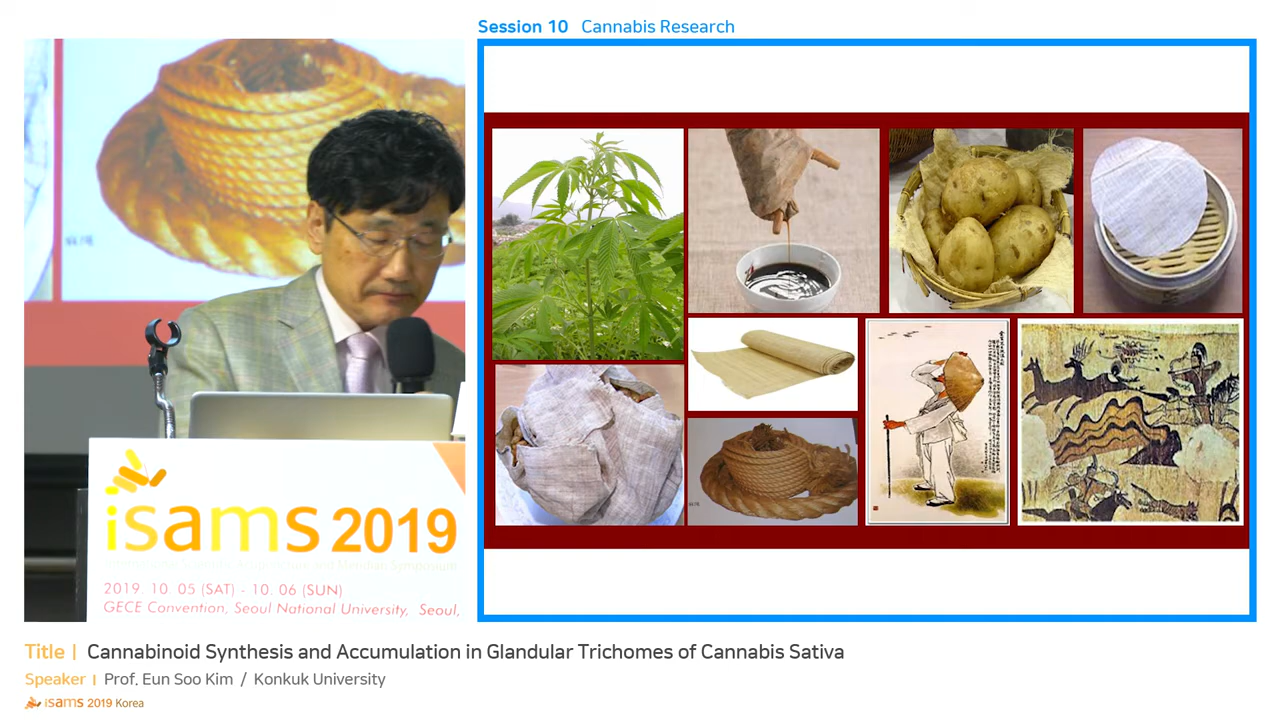 Session 10 Cannabis Research
isams 2019
2019. 10. 05 (SAT) - 10. 06 (SUN)
GECE Convention, Seoul National University, Seoul,
Title | Cannabinoid Synthesis and Accumulation in Glandular Trichomes of Cannabis Sativa
Speaker | Prof. Eun Soo Kim / Konkuk University
isams 2019 Korea